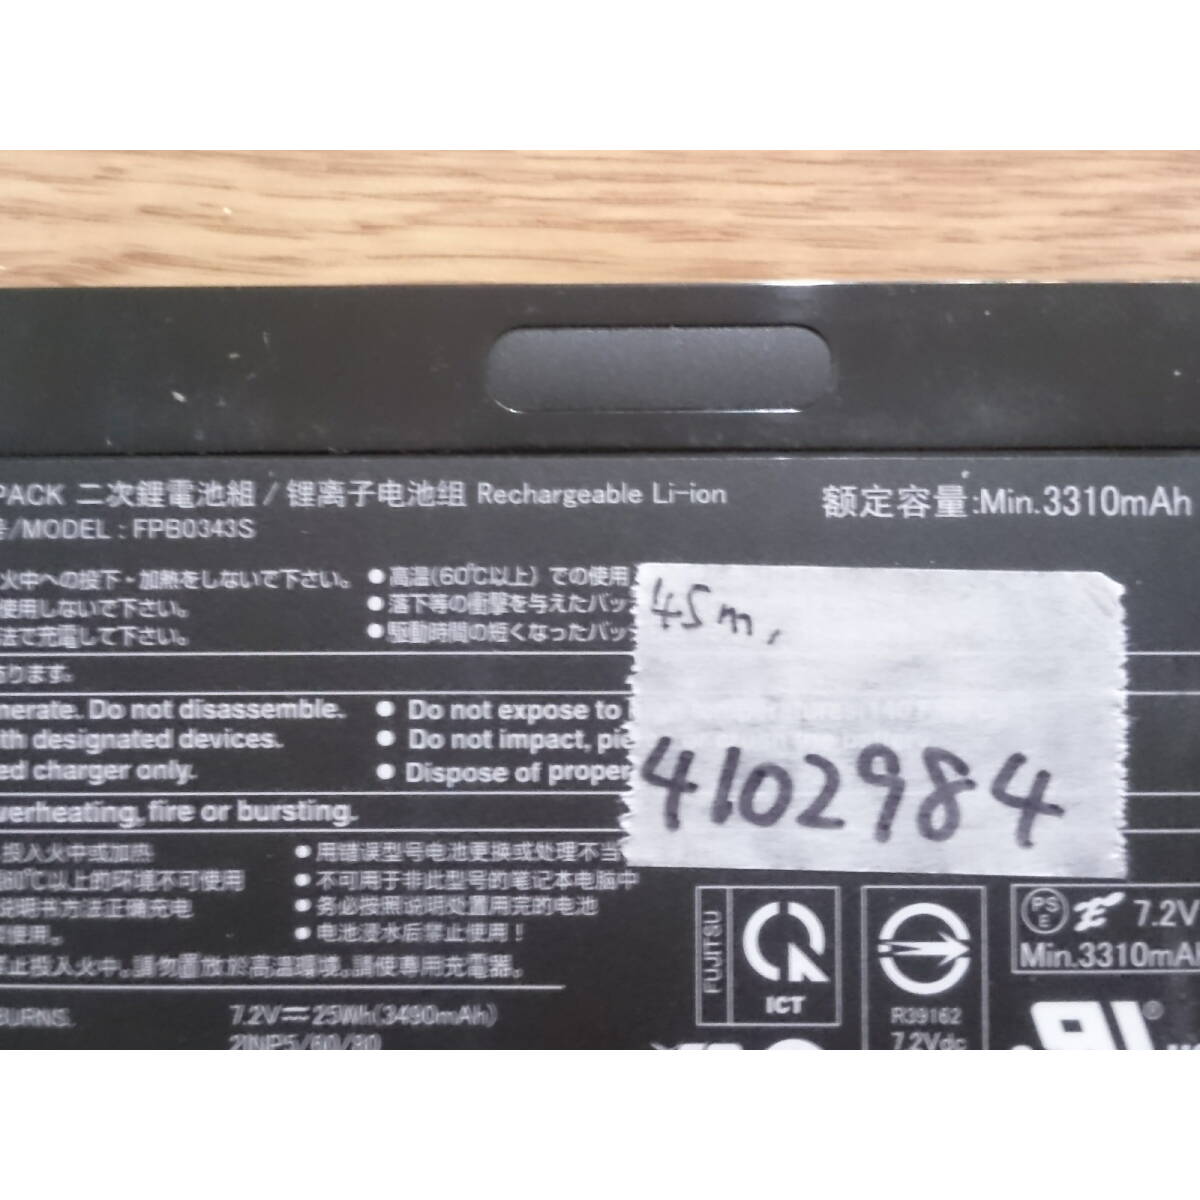 PACK 二次鋰電池組 / 锂离子电池组 Rechargeable Li-ion
额定容量:Min.3310mAh
号/MODEL : FPB0343S
火中への投下・加熱をしないで下さい。
● 高温(60℃以上) での使用
使用しないで下さい。
● 落下等の衝撃を与えたバッ
法で充電して下さい。
● 駆動時間の短くなったバッ
あります。
45m,
4102984
nerate. Do not disassemble.
● Do not expose to
th designated devices.
● Do not impact, pie
ed charger only.
● Dispose of proper
verheating, fire or bursting.
投入火中或加热
● 用错误型号电池更换或处理不当
60℃以上的环境不可使用
● 不可用于非此型号的笔记本电脑中
说明书方法正确充电
● 务必按照说明处置用完的电池
使用。
● 电池浸水后禁止使用！
止投入火中。請勿置放於高溫環境。請使專用充電器。
BURNS.
7.2V⎓25Wh(3490mAh)
2INP5/60/80
FUJITSU
ICT
R39162
7.2Vdc
PS
E
7.2V
Min.3310mAh